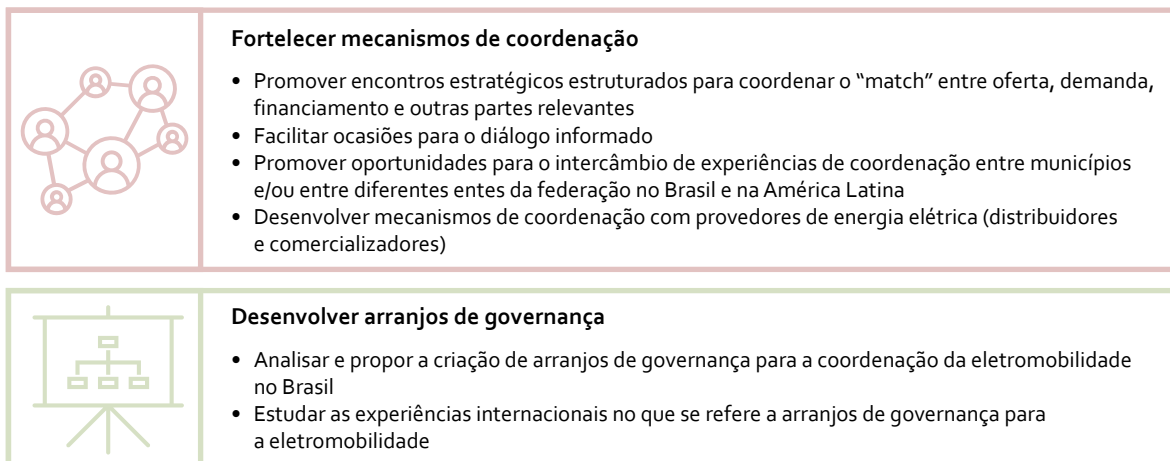 Fortelecer mecanismos de coordenação
• Promover encontros estratégicos estruturados para coordenar o “match” entre oferta, demanda,
financiamento e outras partes relevantes
• Facilitar ocasiões para o diálogo informado
• Promover oportunidades para o intercâmbio de experiências de coordenação entre municípios
e/ou entre diferentes entes da federação no Brasil e na América Latina
• Desenvolver mecanismos de coordenação com provedores de energia elétrica (distribuidores
e comercializadores)
Desenvolver arranjos de governança
• Analisar e propor a criação de arranjos de governança para a coordenação da eletromobilidade
no Brasil
• Estudar as experiências internacionais no que se refere a arranjos de governança para
a eletromobilidade